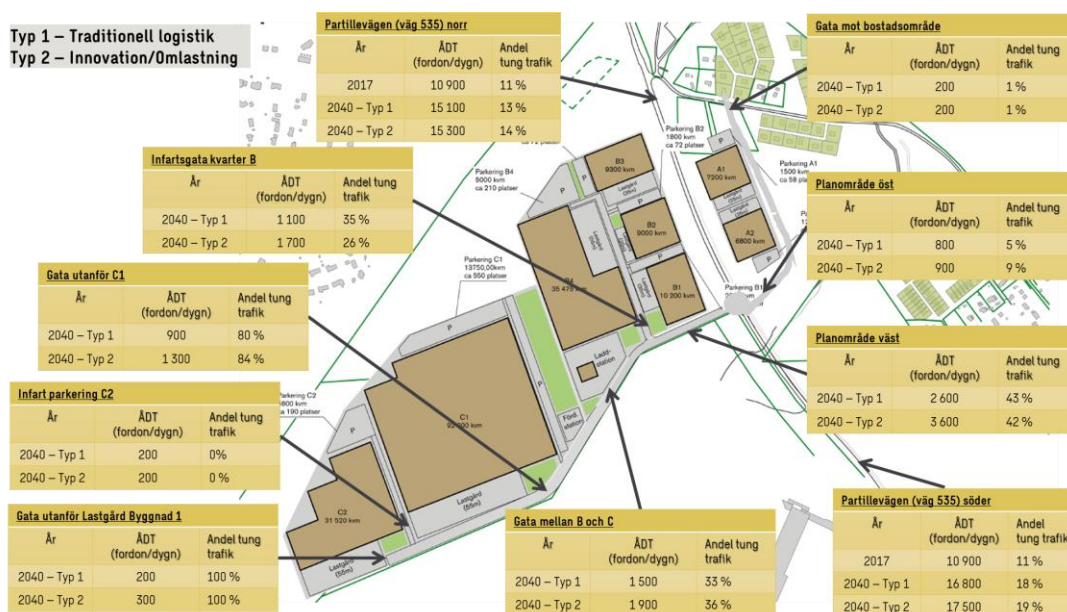 Typ 1 – Traditionell logistik
Typ 2 – Innovation/Omlastning
Partillevägen (väg 535) norr
År ÅDT (fordon/dygn) Andel tung trafik
2017 10 900 11 %
2040 – Typ 1 15 100 13 %
2040 – Typ 2 15 300 14 %
Gata mot bostadsområde
År ÅDT (fordon/dygn) Andel tung trafik
2040 – Typ 1 200 1 %
2040 – Typ 2 200 1 %
Infartsgata kvarter B
År ÅDT (fordon/dygn) Andel tung trafik
2040 – Typ 1 1 100 35 %
2040 – Typ 2 1 700 26 %
Planområde öst
År ÅDT (fordon/dygn) Andel tung trafik
2040 – Typ 1 800 5 %
2040 – Typ 2 900 9 %
Gata utanför C1
År ÅDT (fordon/dygn) Andel tung trafik
2040 – Typ 1 900 80 %
2040 – Typ 2 1 300 84 %
Planområde väst
År ÅDT (fordon/dygn) Andel tung trafik
2040 – Typ 1 2 600 43 %
2040 – Typ 2 3 600 42 %
Infart parkering C2
År ÅDT (fordon/dygn) Andel tung trafik
2040 – Typ 1 200 0%
2040 – Typ 2 200 0 %
Gata utanför Lastgård Byggnad 1
År ÅDT (fordon/dygn) Andel tung trafik
2040 – Typ 1 200 100 %
2040 – Typ 2 300 100 %
Gata mellan B och C
År ÅDT (fordon/dygn) Andel tung trafik
2040 – Typ 1 1 500 33 %
2040 – Typ 2 1 900 36 %
Partillevägen (väg 535) söder
År ÅDT (fordon/dygn) Andel tung trafik
2017 10 900 11 %
2040 – Typ 1 16 800 18 %
2040 – Typ 2 17 500 19 %
Parkering B2
1800 kvm
ca 72 platser
Parkering B4
5000 kvm
ca 210 platser
Parkering A1
1500 kvm
ca 58 platser
Parkering C1
13750,00kvm
ca 550 platser
Parkering C2
ca 190 platser
Parkering B1
B3
9300 kvm
B2
9000 kvm
B1
10 200 kvm
A1
7200 kvm
A2
6800 kvm
35 475 kvm
C1
C2
31 520 kvm
Ladd-
station
Förd.
station
Lastgård
(55m)
Lastgård
(55m)
P
P
P
P
P
P